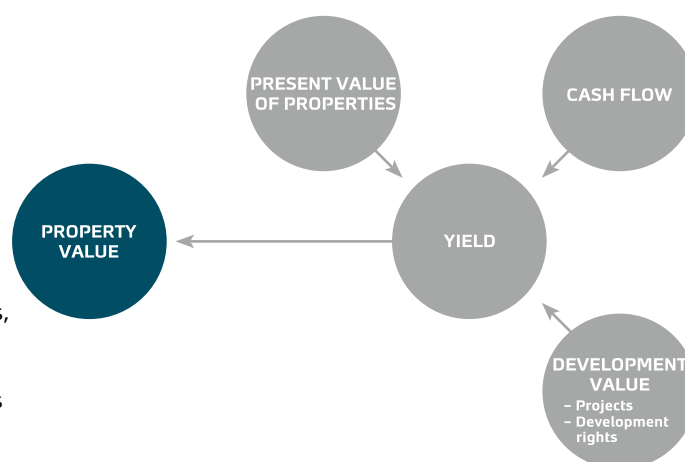 PRESENT VALUE
OF PROPERTIES
CASH FLOW
PROPERTY
VALUE
YIELD
s,
DEVELOPMENT
VALUE
– Projects
– Development
rights
s